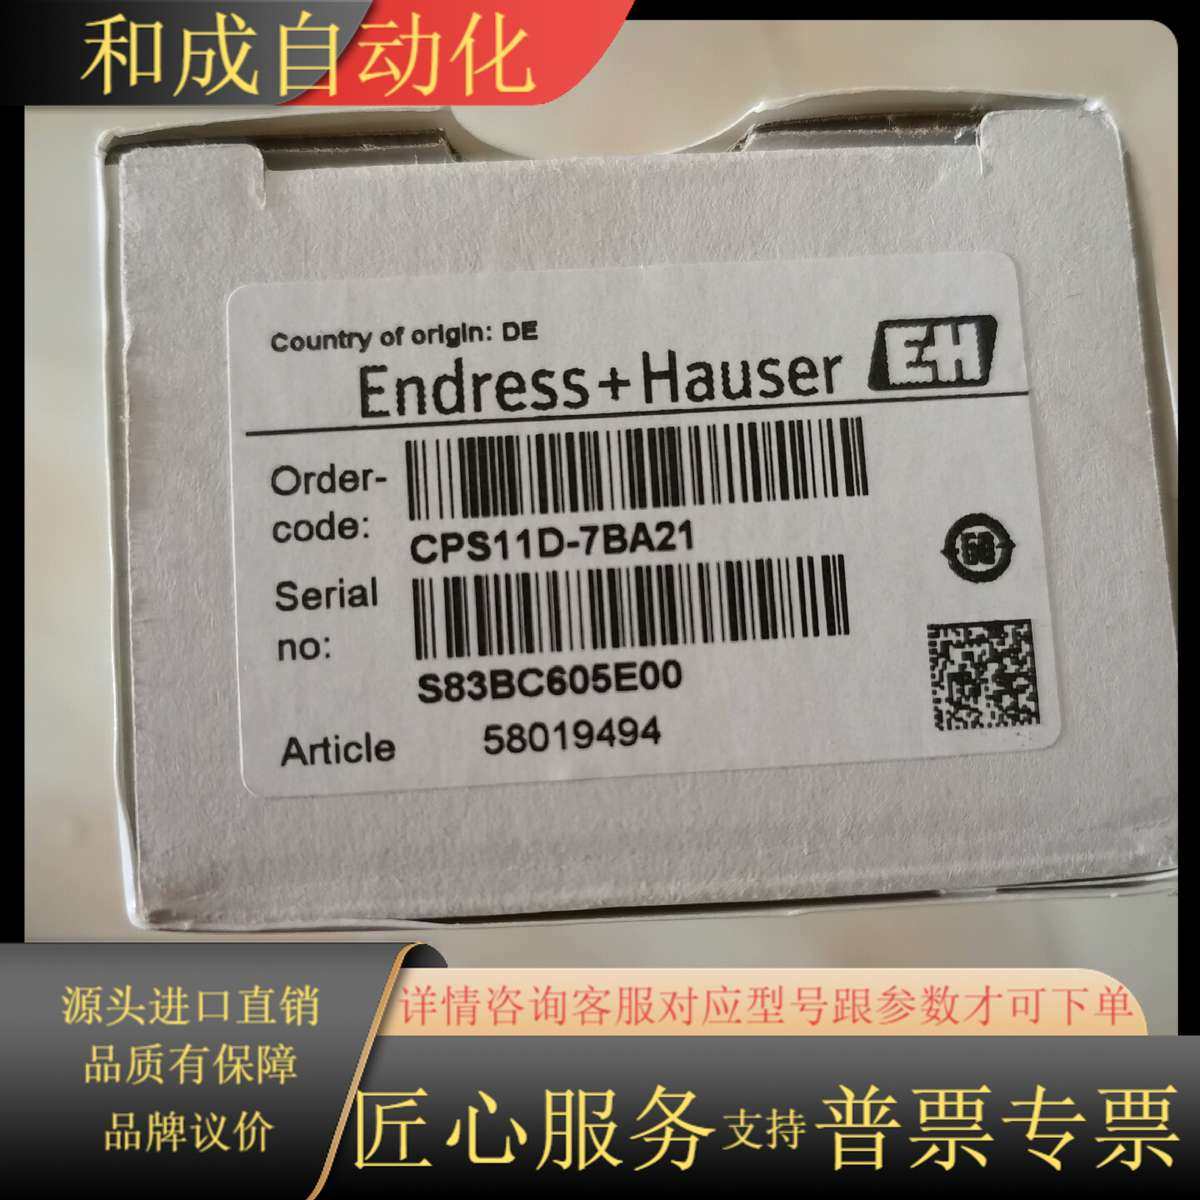 和成自动化
Country of origin: DE
Endress+Hauser EH
Order-
code:
CPS11D-7BA21
Serial
no:
S83BC605E00
Article 58019494
源头进口直销
品质有保障
品牌议价
详情咨询客服对应型号跟参数才可下单
匠心服务支持普票专票